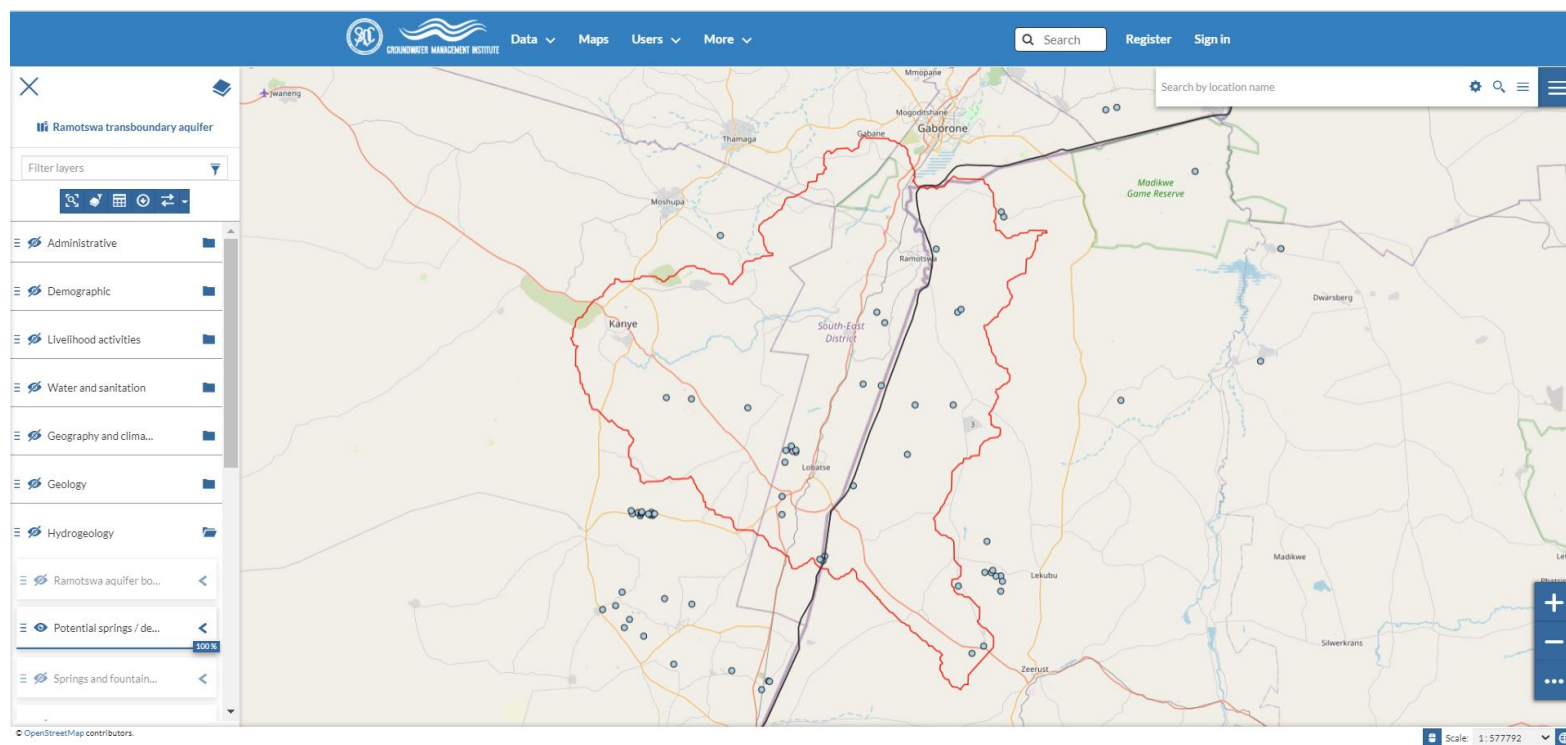 GROUNDWATER MANAGEMENT INSTITUTE
Data
Maps
Users
More
Search
Register
Sign in
Ramotswa transboundary aquifer
Filter layers
Administrative
Demographic
Livelihood activities
Water and sanitation
Geography and clima...
Geology
Hydrogeology
Ramotswa aquifer bo...
Potential springs / de...
100 %
Springs and fountain...
Search by location name
Jwaneng
Mmopane
Mogoditshane
Gaborone
Gabane
Thamaga
Moshupa
Madikwe
Game Reserve
Ramotswa
Dwarsberg
Kanye
South-East
District
3
Lobatse
Lekubu
Madikwe
Silwerkrans
Zeerust
© OpenStreetMap contributors.
Scale: 1 : 577792